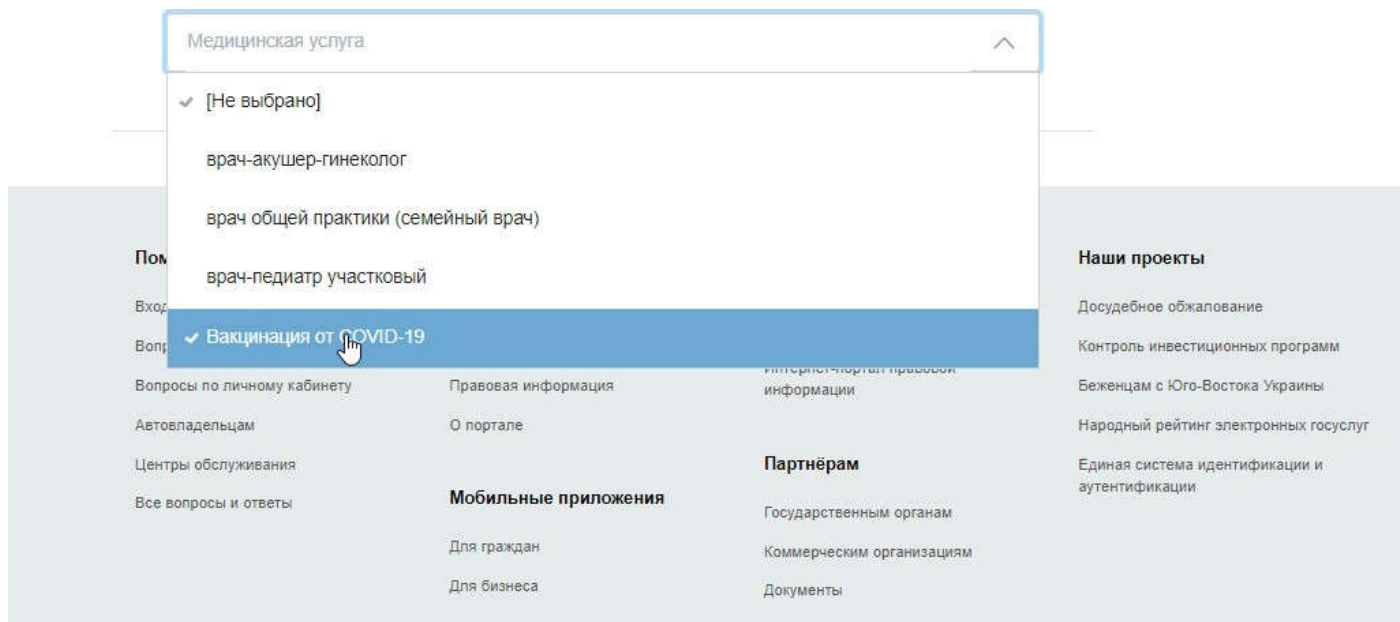 Медицинская услуга
[Не выбрано]
врач-акушер-гинеколог
врач общей практики (семейный врач)
врач-педиатр участковый
Вакцинация от COVID-19
Вопросы по личному кабинету
Автовладельцам
Центры обслуживания
Все вопросы и ответы
Правовая информация
О портале
Мобильные приложения
Для граждан
Для бизнеса
Интернет-портал правовой
информации
Партнёрам
Государственным органам
Коммерческим организациям
Документы
Наши проекты
Досудебное обжалование
Контроль инвестиционных программ
Беженцам с Юго-Востока Украины
Народный рейтинг электронных госуслуг
Единая система идентификации и
аутентификации